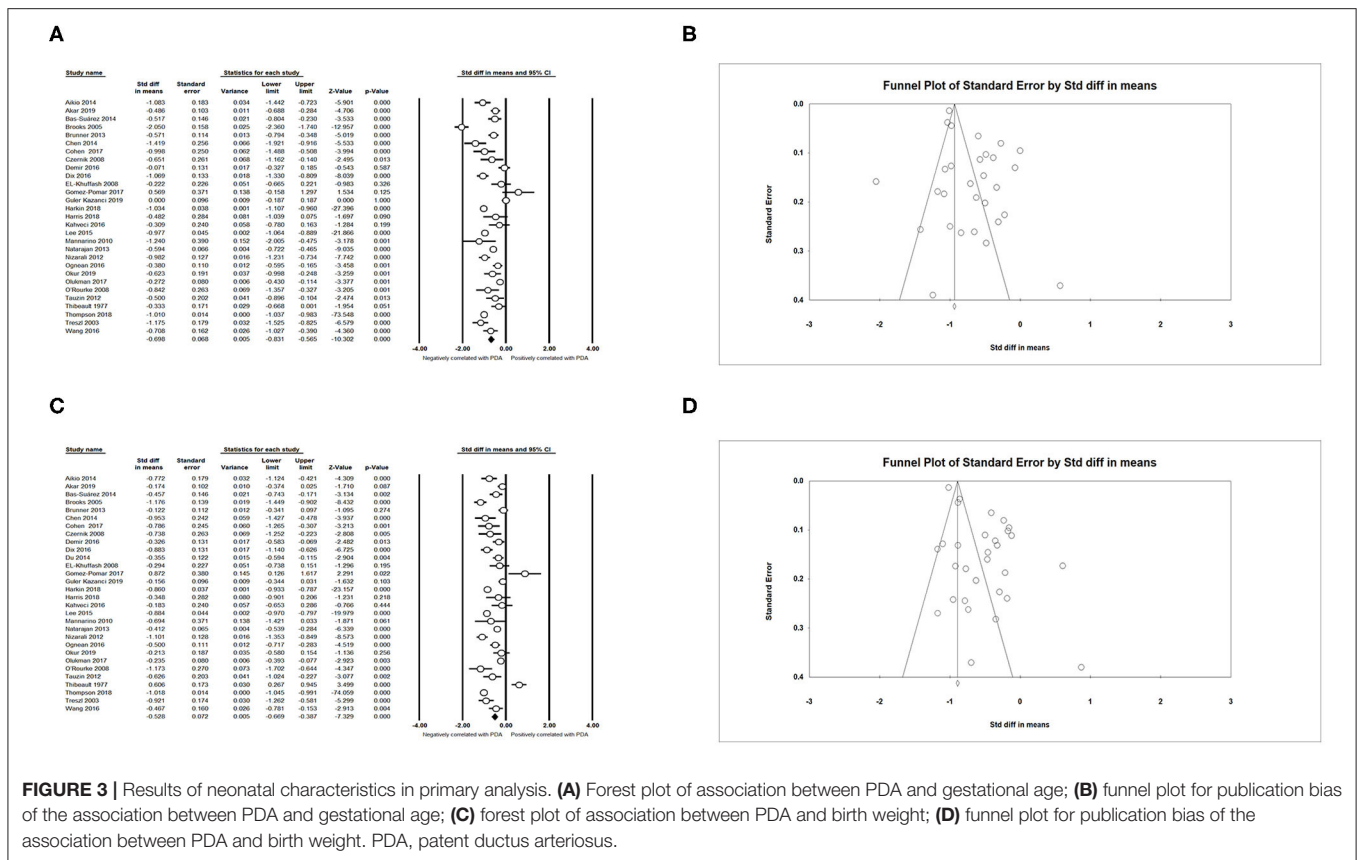 A
Study name Statistics for each study Std diff in means and 95% CI
Std diff in means Standard error Variance Lower limit Upper limit Z-Value p-Value
Aikio 2014 -1.083 0.183 0.034 -1.442 -0.723 -5.901 0.000
Akar 2019 -0.486 0.103 0.011 -0.688 -0.284 -4.706 0.000
Bas-Suárez 2014 -0.517 0.146 0.021 -0.804 -0.230 -3.533 0.000
Brooks 2005 -2.050 0.158 0.025 -2.360 -1.740 -12.957 0.000
Brunner 2013 -0.571 0.114 0.013 -0.794 -0.348 -5.019 0.000
Chen 2014 -1.419 0.256 0.066 -1.921 -0.916 -5.533 0.000
Cohen 2017 -0.998 0.250 0.062 -1.488 -0.508 -3.994 0.000
Czernik 2008 -0.651 0.261 0.068 -1.162 -0.140 -2.495 0.013
Demir 2016 -0.071 0.131 0.017 -0.327 0.185 -0.543 0.587
Dix 2016 -1.069 0.133 0.018 -1.330 -0.809 -8.039 0.000
EL-Khuffash 2008 -0.222 0.226 0.051 -0.665 0.221 -0.983 0.326
Gomez-Pomar 2017 0.569 0.371 0.138 -0.158 1.297 1.534 0.125
Guler Kazanci 2019 0.000 0.096 0.009 -0.187 0.187 0.000 1.000
Harkin 2018 -1.034 0.038 0.001 -1.107 -0.960 -27.396 0.000
Harris 2018 -0.482 0.284 0.081 -1.039 0.075 -1.697 0.090
Kahveci 2016 -0.309 0.240 0.058 -0.780 0.163 -1.284 0.199
Lee 2015 -0.977 0.045 0.002 -1.064 -0.889 -21.866 0.000
Mannarino 2010 -1.240 0.390 0.152 -2.005 -0.475 -3.178 0.001
Natarajan 2013 -0.594 0.066 0.004 -0.722 -0.465 -9.035 0.000
Nizarali 2012 -0.982 0.127 0.016 -1.231 -0.734 -7.742 0.000
Ognean 2016 -0.380 0.110 0.012 -0.595 -0.165 -3.458 0.001
Okur 2019 -0.623 0.191 0.037 -0.998 -0.248 -3.259 0.001
Olukman 2017 -0.272 0.080 0.006 -0.430 -0.114 -3.377 0.001
O'Rourke 2008 -0.842 0.263 0.069 -1.357 -0.327 -3.205 0.001
Tauzin 2012 -0.500 0.202 0.041 -0.896 -0.104 -2.474 0.013
Thibeault 1977 -0.333 0.171 0.029 -0.668 0.001 -1.954 0.051
Thompson 2018 -1.010 0.014 0.000 -1.037 -0.983 -73.548 0.000
Treszl 2003 -1.175 0.179 0.032 -1.525 -0.825 -6.579 0.000
Wang 2016 -0.708 0.162 0.026 -1.027 -0.390 -4.360 0.000
-0.698 0.068 0.005 -0.831 -0.565 -10.302 0.000
-4.00 -2.00 0.00 2.00 4.00
Negatively correlated with PDA Positively correlated with PDA
B
Funnel Plot of Standard Error by Std diff in means
Standard Error
0.0
0.1
0.2
0.3
0.4
-3 -2 -1 0 1 2 3
Std diff in means
C
Study name Statistics for each study Std diff in means and 95% CI
Std diff in means Standard error Variance Lower limit Upper limit Z-Value p-Value
Aikio 2014 -0.772 0.179 0.032 -1.124 -0.421 -4.309 0.000
Akar 2019 -0.174 0.102 0.010 -0.374 0.025 -1.710 0.087
Bas-Suárez 2014 -0.457 0.146 0.021 -0.743 -0.171 -3.134 0.002
Brooks 2005 -1.176 0.139 0.019 -1.449 -0.902 -8.432 0.000
Brunner 2013 -0.122 0.112 0.012 -0.341 0.097 -1.095 0.274
Chen 2014 -0.953 0.242 0.059 -1.427 -0.478 -3.937 0.000
Cohen 2017 -0.786 0.245 0.060 -1.265 -0.307 -3.213 0.001
Czernik 2008 -0.738 0.263 0.069 -1.252 -0.223 -2.808 0.005
Demir 2016 -0.326 0.131 0.017 -0.583 -0.069 -2.482 0.013
Dix 2016 -0.883 0.131 0.017 -1.140 -0.626 -6.725 0.000
Du 2014 -0.355 0.122 0.015 -0.594 -0.115 -2.904 0.004
EL-Khuffash 2008 -0.294 0.227 0.051 -0.738 0.151 -1.296 0.195
Gomez-Pomar 2017 0.872 0.380 0.145 0.126 1.617 2.291 0.022
Guler Kazanci 2019 -0.156 0.096 0.009 -0.344 0.031 -1.632 0.103
Harkin 2018 -0.860 0.037 0.001 -0.933 -0.787 -23.157 0.000
Harris 2018 -0.348 0.282 0.080 -0.901 0.206 -1.231 0.218
Kahveci 2016 -0.183 0.240 0.057 -0.653 0.286 -0.766 0.444
Lee 2015 -0.884 0.044 0.002 -0.970 -0.797 -19.979 0.000
Mannarino 2010 -0.694 0.371 0.138 -1.421 0.033 -1.871 0.061
Natarajan 2013 -0.412 0.065 0.004 -0.539 -0.284 -6.339 0.000
Nizarali 2012 -1.101 0.128 0.016 -1.353 -0.849 -8.573 0.000
Ognean 2016 -0.500 0.111 0.012 -0.717 -0.283 -4.519 0.000
Okur 2019 -0.213 0.187 0.035 -0.580 0.154 -1.136 0.256
Olukman 2017 -0.235 0.080 0.006 -0.393 -0.077 -2.923 0.003
O'Rourke 2008 -1.173 0.270 0.073 -1.702 -0.644 -4.347 0.000
Tauzin 2012 -0.626 0.203 0.041 -1.024 -0.227 -3.077 0.002
Thibeault 1977 0.606 0.173 0.030 0.267 0.945 3.499 0.000
Thompson 2018 -1.018 0.014 0.000 -1.045 -0.991 -74.059 0.000
Treszl 2003 -0.921 0.174 0.030 -1.262 -0.581 -5.299 0.000
Wang 2016 -0.467 0.160 0.026 -0.781 -0.153 -2.913 0.004
-0.528 0.072 0.005 -0.669 -0.387 -7.329 0.000
-4.00 -2.00 0.00 2.00 4.00
Negatively correlated with PDA Positively correlated with PDA
D
Funnel Plot of Standard Error by Std diff in means
Standard Error
0.0
0.1
0.2
0.3
0.4
-3 -2 -1 0 1 2 3
Std diff in means
FIGURE 3 | Results of neonatal characteristics in primary analysis. (A) Forest plot of association between PDA and gestational age; (B) funnel plot for publication bias
of the association between PDA and gestational age; (C) forest plot of association between PDA and birth weight; (D) funnel plot for publication bias of the
association between PDA and birth weight. PDA, patent ductus arteriosus.